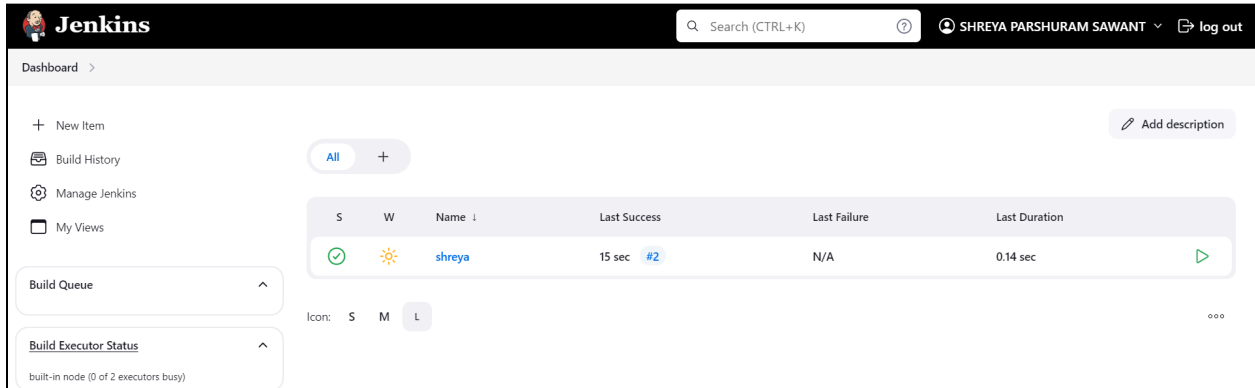 Jenkins
Search (CTRL+K)
SHREYA PARSHURAM SAWANT
log out
Dashboard
New Item
Build History
Manage Jenkins
My Views
Build Queue
Build Executor Status
built-in node (0 of 2 executors busy)
Add description
All +
S W Name ↓ Last Success Last Failure Last Duration
shreya 15 sec #2 N/A 0.14 sec
Icon: S M L